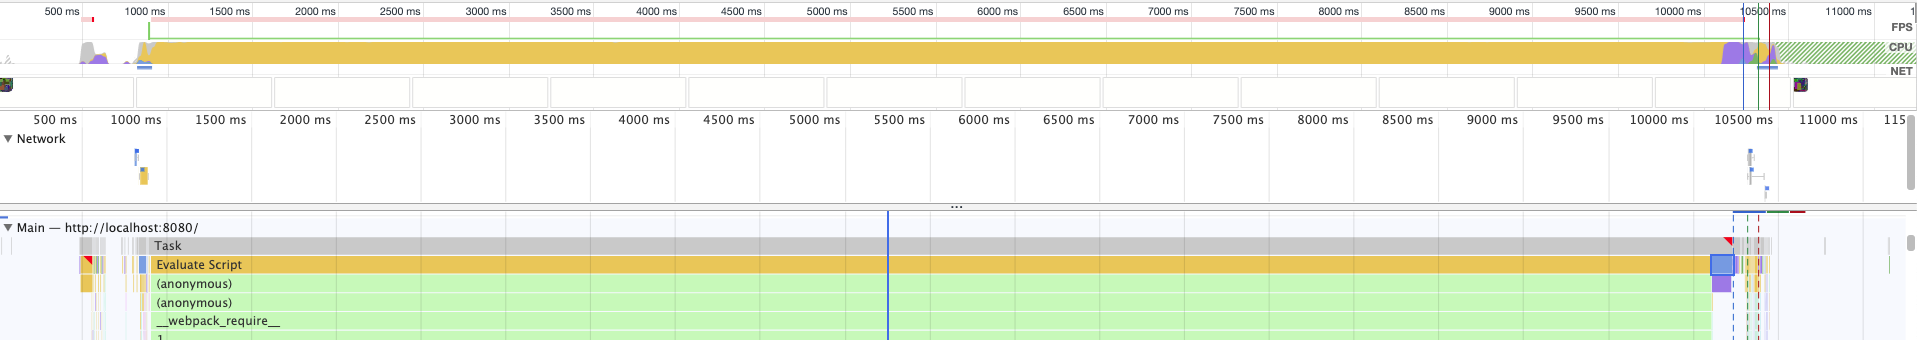 500 ms 1000 ms 1500 ms 2000 ms 2500 ms 3000 ms 3500 ms 4000 ms 4500 ms 5000 ms 5500 ms 6000 ms 6500 ms 7000 ms 7500 ms 8000 ms 8500 ms 9000 ms 9500 ms 10000 ms 10500 ms 11000 ms 1
FPS
CPU
NET
500 ms 1000 ms 1500 ms 2000 ms 2500 ms 3000 ms 3500 ms 4000 ms 4500 ms 5000 ms 5500 ms 6000 ms 6500 ms 7000 ms 7500 ms 8000 ms 8500 ms 9000 ms 9500 ms 10000 ms 10500 ms 11000 ms 115
▼ Network
...
▼ Main — http://localhost:8080/
Task
Evaluate Script
(anonymous)
(anonymous)
__webpack_require__